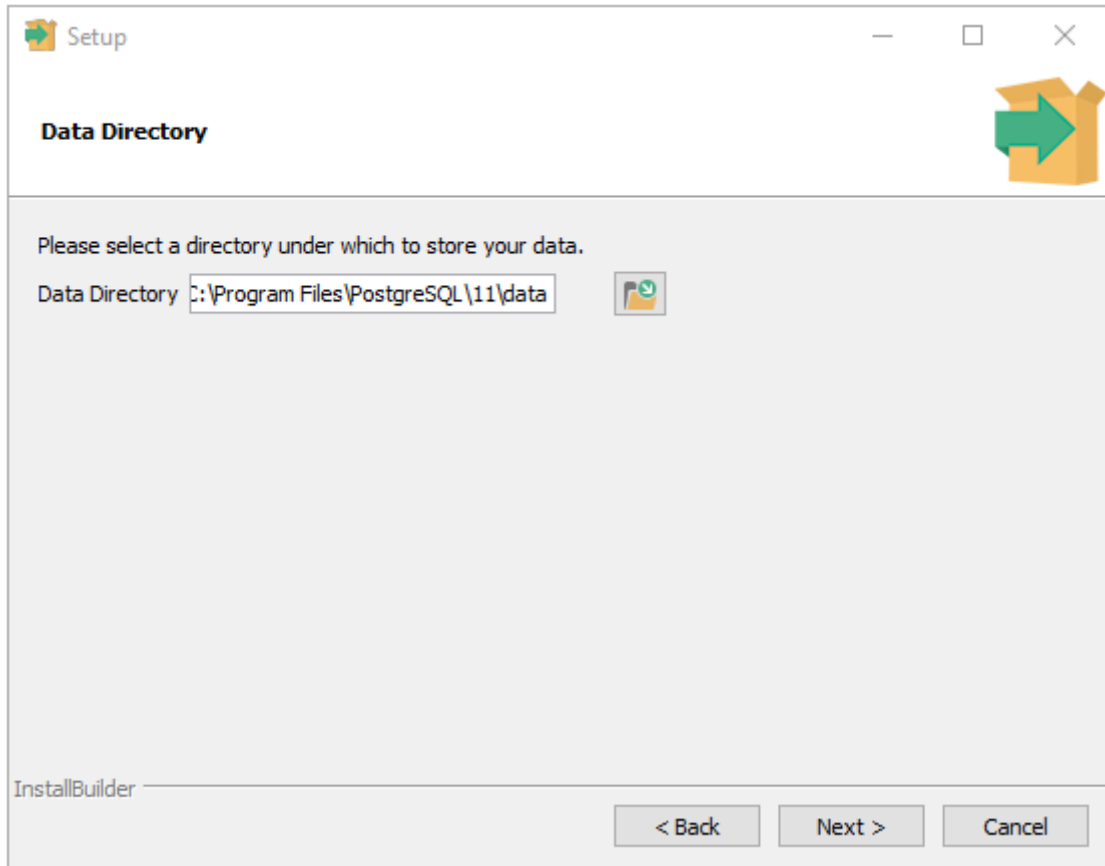 Setup
Data Directory
Please select a directory under which to store your data.
Data Directory C:\Program Files\PostgreSQL\11\data
InstallBuilder
< Back Next > Cancel